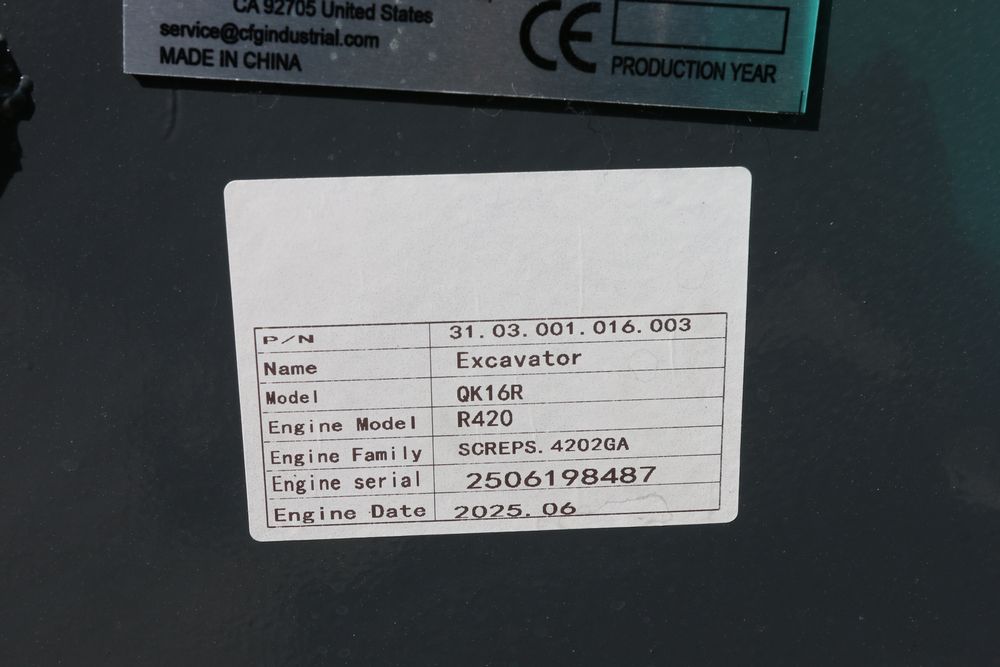 CA 92705 United States
service@cfgindustrial.com
MADE IN CHINA
CE
PRODUCTION YEAR
P/N 31.03.001.016.003
Name Excavator
Model QK16R
Engine Model R420
Engine Family SCREPS.4202GA
Engine serial 2506198487
Engine Date 2025.06